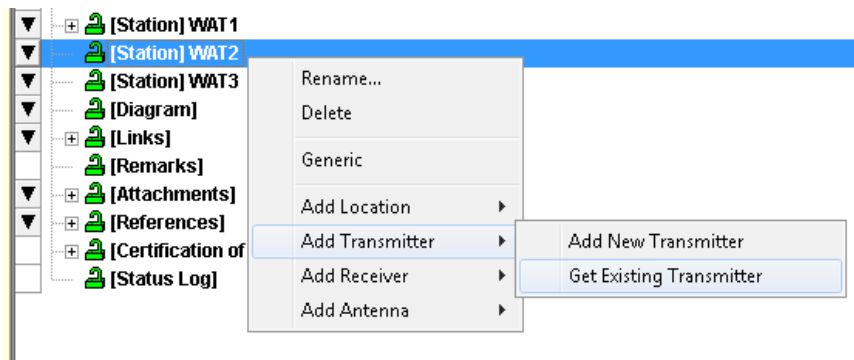 [Station] WAT1
[Station] WAT2
[Station] WAT3
[Diagram]
[Links]
[Remarks]
[Attachments]
[References]
[Certification of
[Status Log]
Rename...
Delete
Generic
Add Location
Add Transmitter
Add Receiver
Add Antenna
Add New Transmitter
Get Existing Transmitter